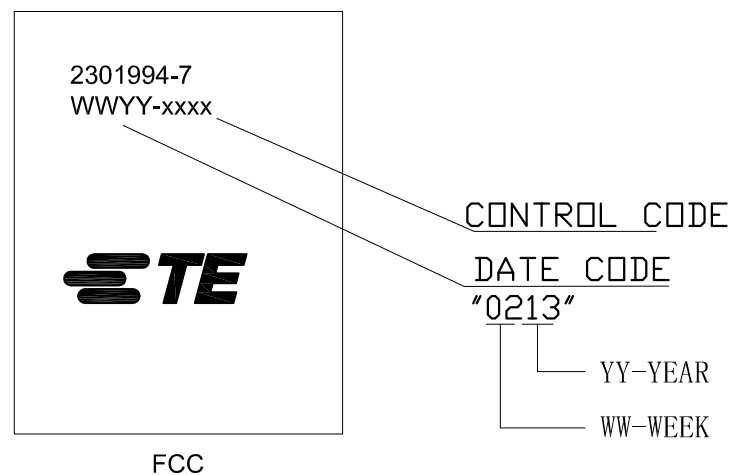 2301994-7
WWYY-xxxx
CONTROL CODE
TE
DATE CODE
"0213"
YY-YEAR
WW-WEEK
FCC